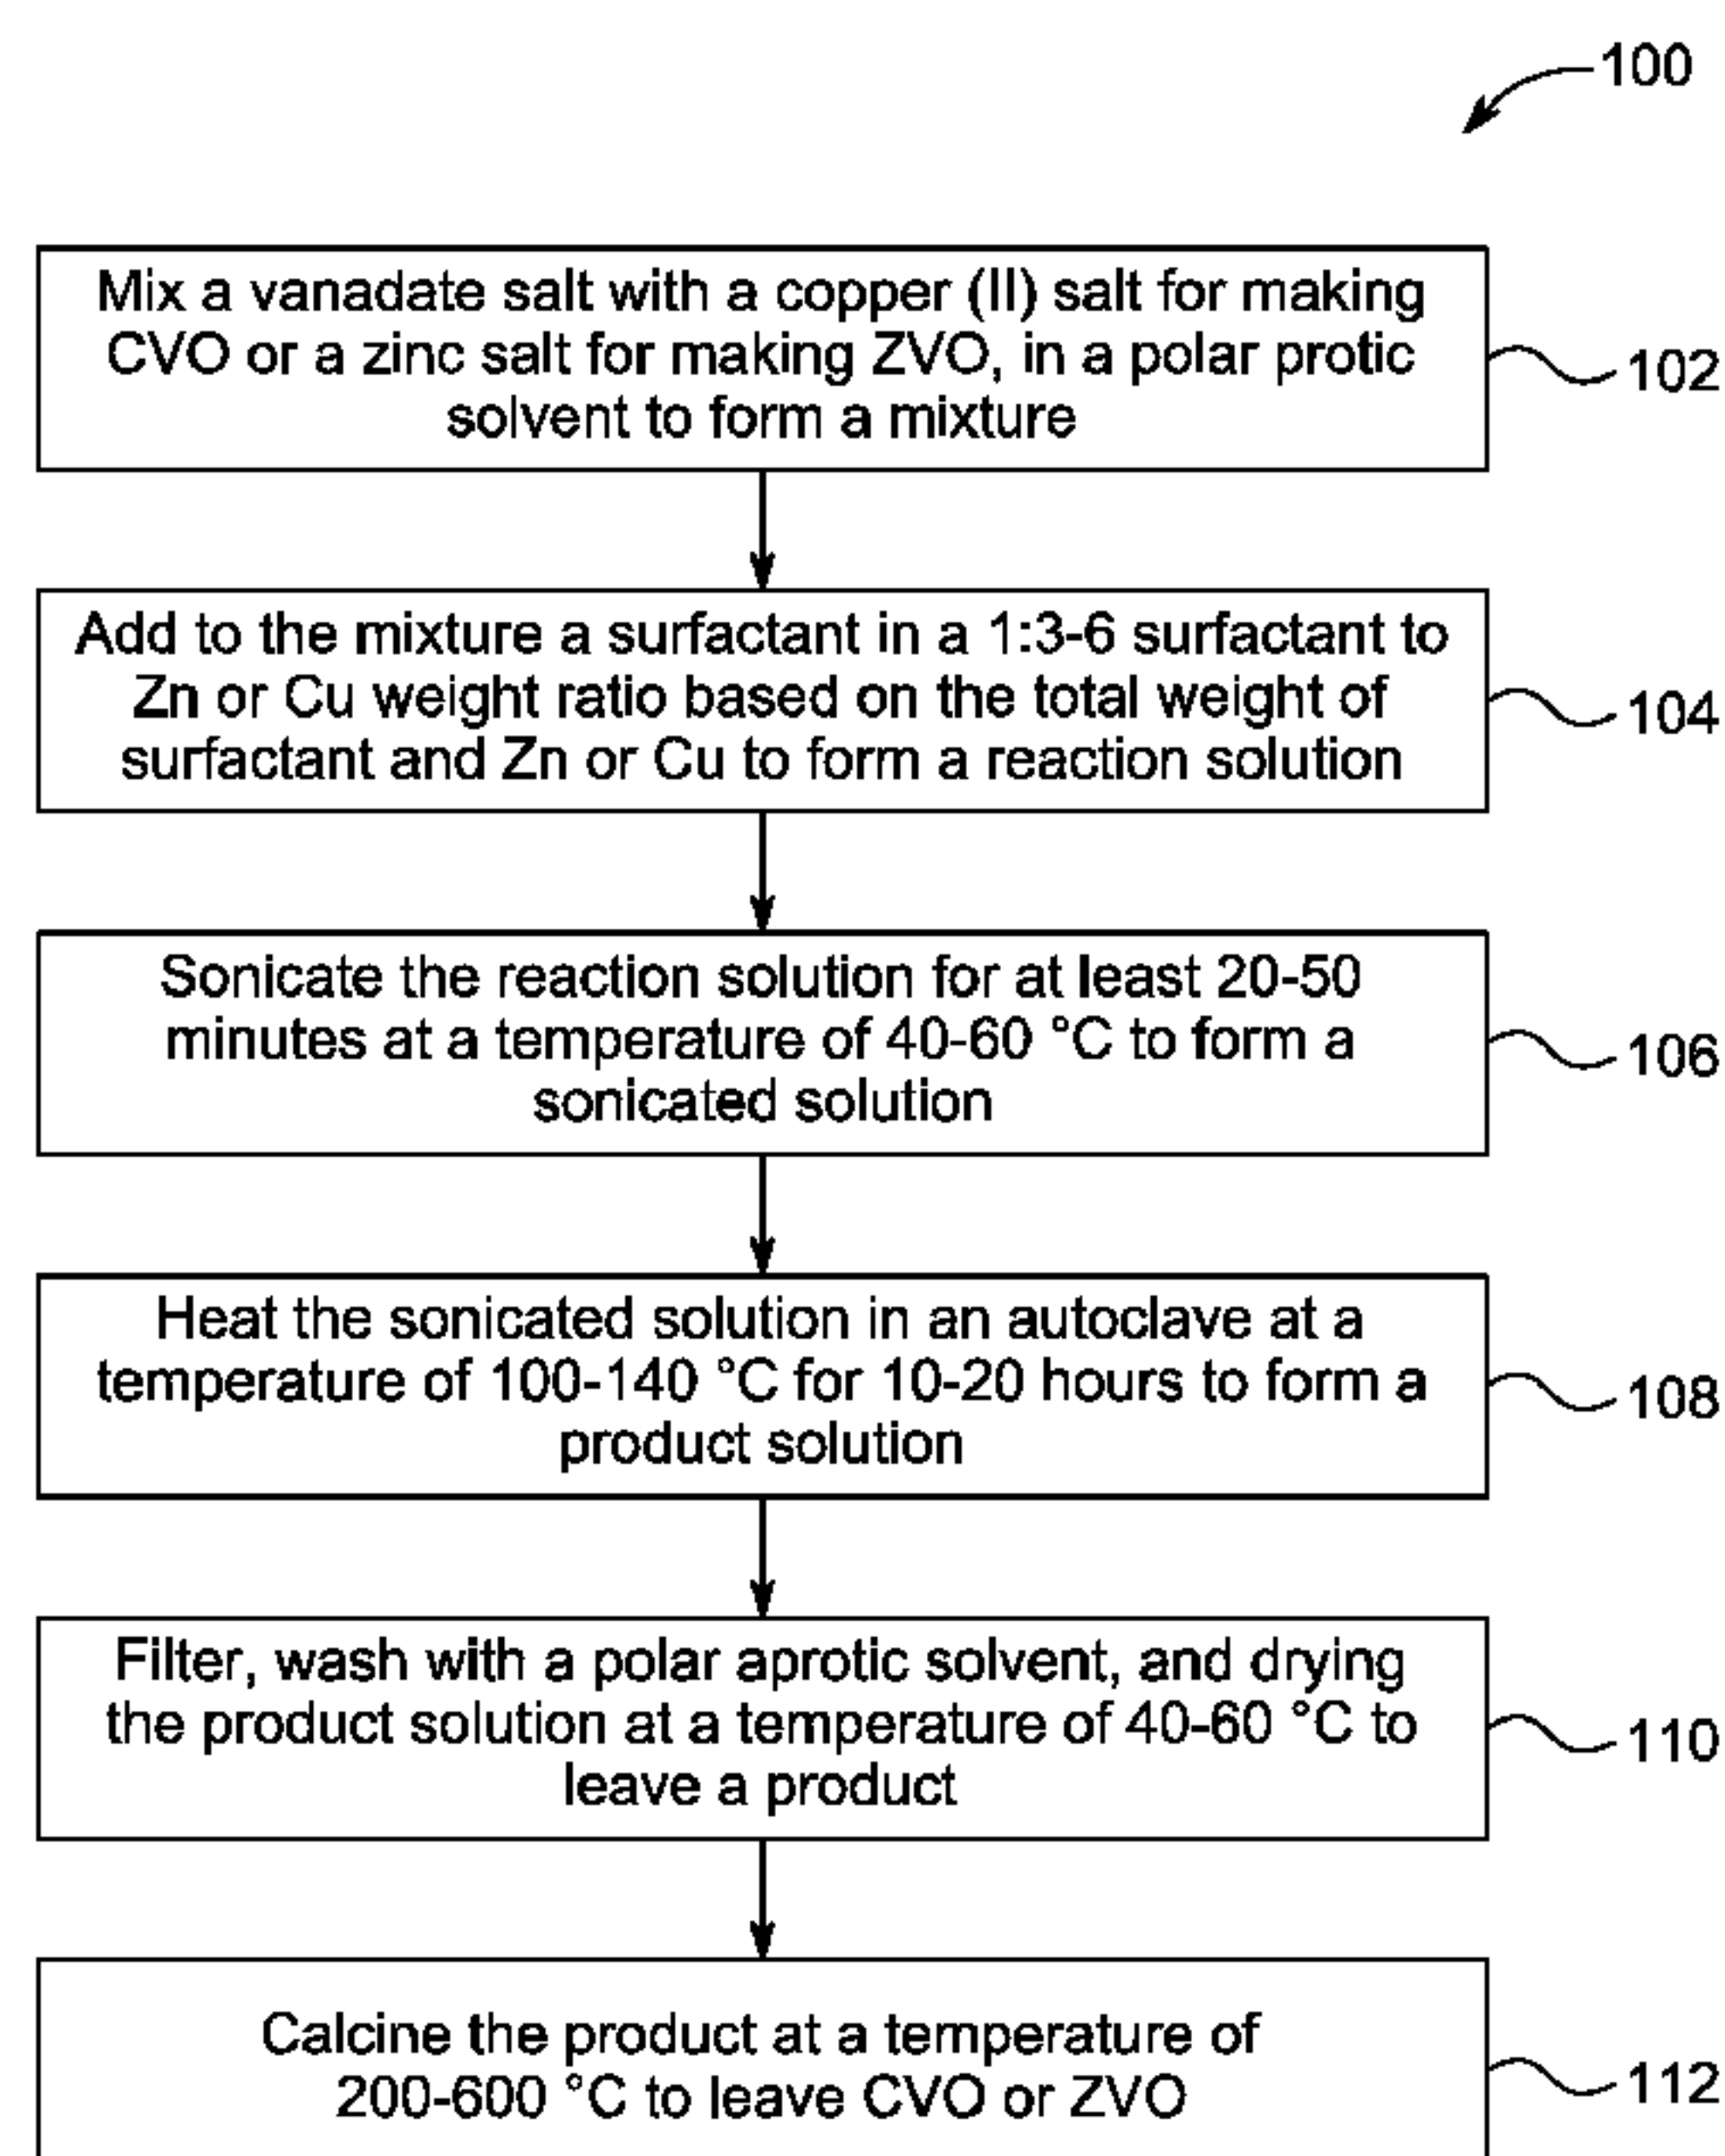 100
Mix a vanadate salt with a copper (II) salt for making
CVO or a zinc salt for making ZVO, in a polar protic
solvent to form a mixture
102
Add to the mixture a surfactant in a 1:3-6 surfactant to
Zn or Cu weight ratio based on the total weight of
surfactant and Zn or Cu to form a reaction solution
104
Sonicate the reaction solution for at least 20-50
minutes at a temperature of 40-60 °C to form a
sonicated solution
106
Heat the sonicated solution in an autoclave at a
temperature of 100-140 °C for 10-20 hours to form a
product solution
108
Filter, wash with a polar aprotic solvent, and drying
the product solution at a temperature of 40-60 °C to
leave a product
110
Calcine the product at a temperature of
200-600 °C to leave CVO or ZVO
112